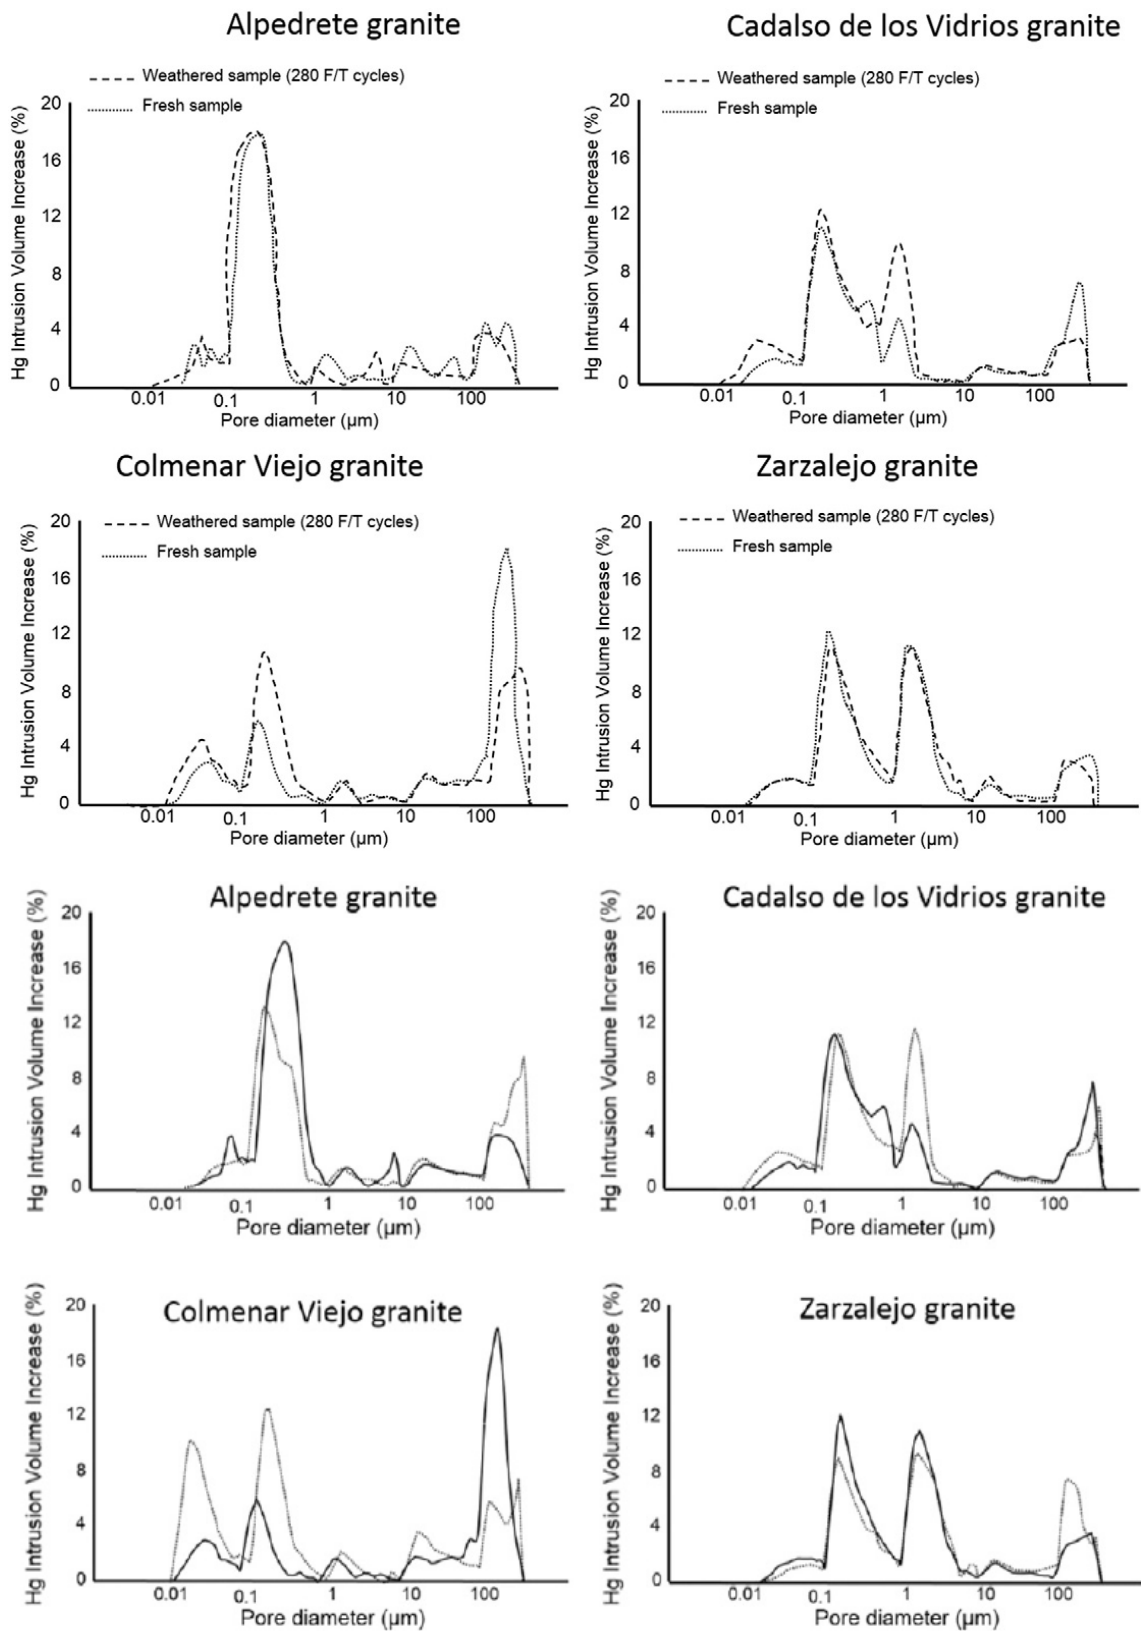 Alpedrete granite
Weathered sample (280 F/T cycles)
Fresh sample
Hg Intrusion Volume Increase (%)
20
16
12
8
4
0
0.01 0.1 1 10 100
Pore diameter (µm)
Cadalso de los Vidrios granite
Weathered sample (280 F/T cycles)
Fresh sample
Hg Intrusion Volume Increase (%)
20
16
12
8
4
0
0.01 0.1 1 10 100
Pore diameter (µm)
Colmenar Viejo granite
Weathered sample (280 F/T cycles)
Fresh sample
Hg Intrusion Volume Increase (%)
20
16
12
8
4
0
0.01 0.1 1 10 100
Pore diameter (µm)
Zarzalejo granite
Weathered sample (280 F/T cycles)
Fresh sample
Hg Intrusion Volume Increase (%)
20
16
12
8
4
0
0.01 0.1 1 10 100
Pore diameter (µm)
Alpedrete granite
Hg Intrusion Volume Increase (%)
20
16
12
8
4
0
0.01 0.1 1 10 100
Pore diameter (µm)
Cadalso de los Vidrios granite
Hg Intrusion Volume Increase (%)
20
16
12
8
4
0
0.01 0.1 1 10 100
Pore diameter (µm)
Colmenar Viejo granite
Hg Intrusion Volume Increase (%)
20
16
12
8
4
0
0.01 0.1 1 10 100
Pore diameter (µm)
Zarzalejo granite
Hg Intrusion Volume Increase (%)
20
16
12
8
4
0
0.01 0.1 1 10 100
Pore diameter (µm)